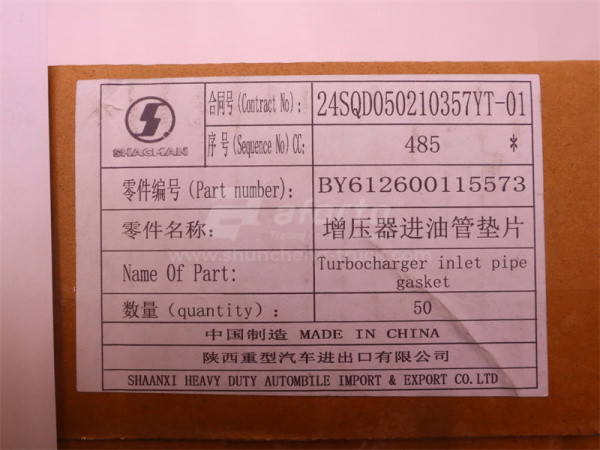 合同号(Contract No): 24SQD050210357YT-01
SHACMAN
序号(Sequence No)CC: 485 *
零件编号(Part number): BY612600115573
零件名称: 增压器进油管垫片
Name Of Part: Turbocharger inlet pipe
gasket
数量(quantity): 50
中国制造 MADE IN CHINA
陕西重型汽车进出口有限公司
SHAANXI HEAVY DUTY AUTOMBILE IMPORT & EXPORT CO.LTD